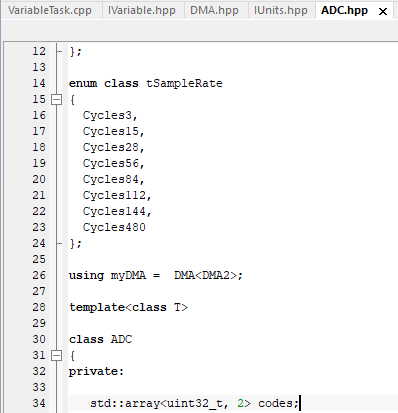 VariableTask.cpp IVariable.hpp DMA.hpp IUnits.hpp ADC.hpp x
12 };
13
14 enum class tSampleRate
15 {
16 Cycles3,
17 Cycles15,
18 Cycles28,
19 Cycles56,
20 Cycles84,
21 Cycles112,
22 Cycles144,
23 Cycles480
24 };
25
26 using myDMA =  DMA<DMA2>;
27
28 template<class T>
29
30 class ADC
31 {
32 private:
33
34 std::array<uint32_t, 2> codes;